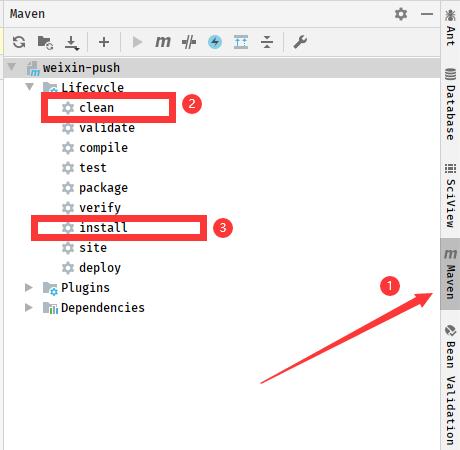 Maven
m
weixin-push
Lifecycle
clean
2
validate
compile
test
package
verify
install
3
site
deploy
Plugins
Dependencies
1
Ant
Database
SciView
m
Maven
Bean Validation